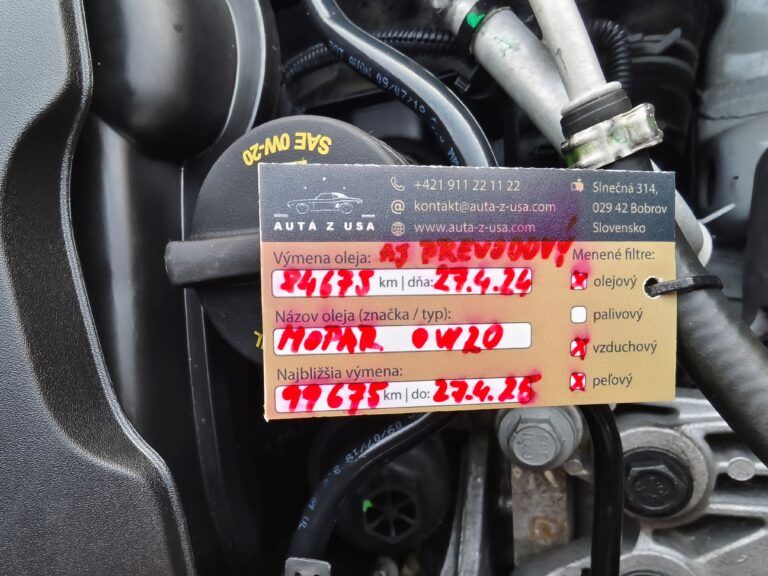 SAE 0W-20
AUTÁ Z USA
+421 911 22 11 22
kontakt@auta-z-usa.com
www.auta-z-usa.com
Slnečná 314,
029 42 Bobrov
Slovensko
AJ PREVODOVÝ
Výmena oleja:
84675 km | dňa: 27.4.24
Názov oleja (značka / typ):
MOPAR 0W20
Najbližšia výmena:
99675 km | do: 27.4.25
Menené filtre:
olejový
palivový
vzduchový
peľový